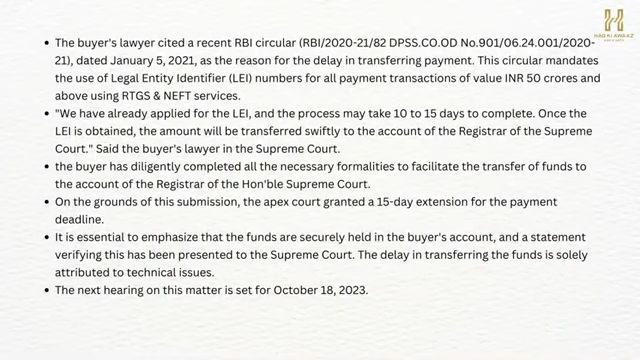 HAQ KI AWAAZ
• The buyer's lawyer cited a recent RBI circular (RBI/2020-21/82 DPSS.CO.OD No.901/06.24.001/2020-
21), dated January 5, 2021, as the reason for the delay in transferring payment. This circular mandates
the use of Legal Entity Identifier (LEI) numbers for all payment transactions of value INR 50 crores and
above using RTGS & NEFT services.
• "We have already applied for the LEI, and the process may take 10 to 15 days to complete. Once the
LEI is obtained, the amount will be transferred swiftly to the account of the Registrar of the Supreme
Court." Said the buyer's lawyer in the Supreme Court.
• the buyer has diligently completed all the necessary formalities to facilitate the transfer of funds to
the account of the Registrar of the Hon'ble Supreme Court.
• On the grounds of this submission, the apex court granted a 15-day extension for the payment
deadline.
• It is essential to emphasize that the funds are securely held in the buyer's account, and a statement
verifying this has been presented to the Supreme Court. The delay in transferring the funds is solely
attributed to technical issues.
• The next hearing on this matter is set for October 18, 2023.